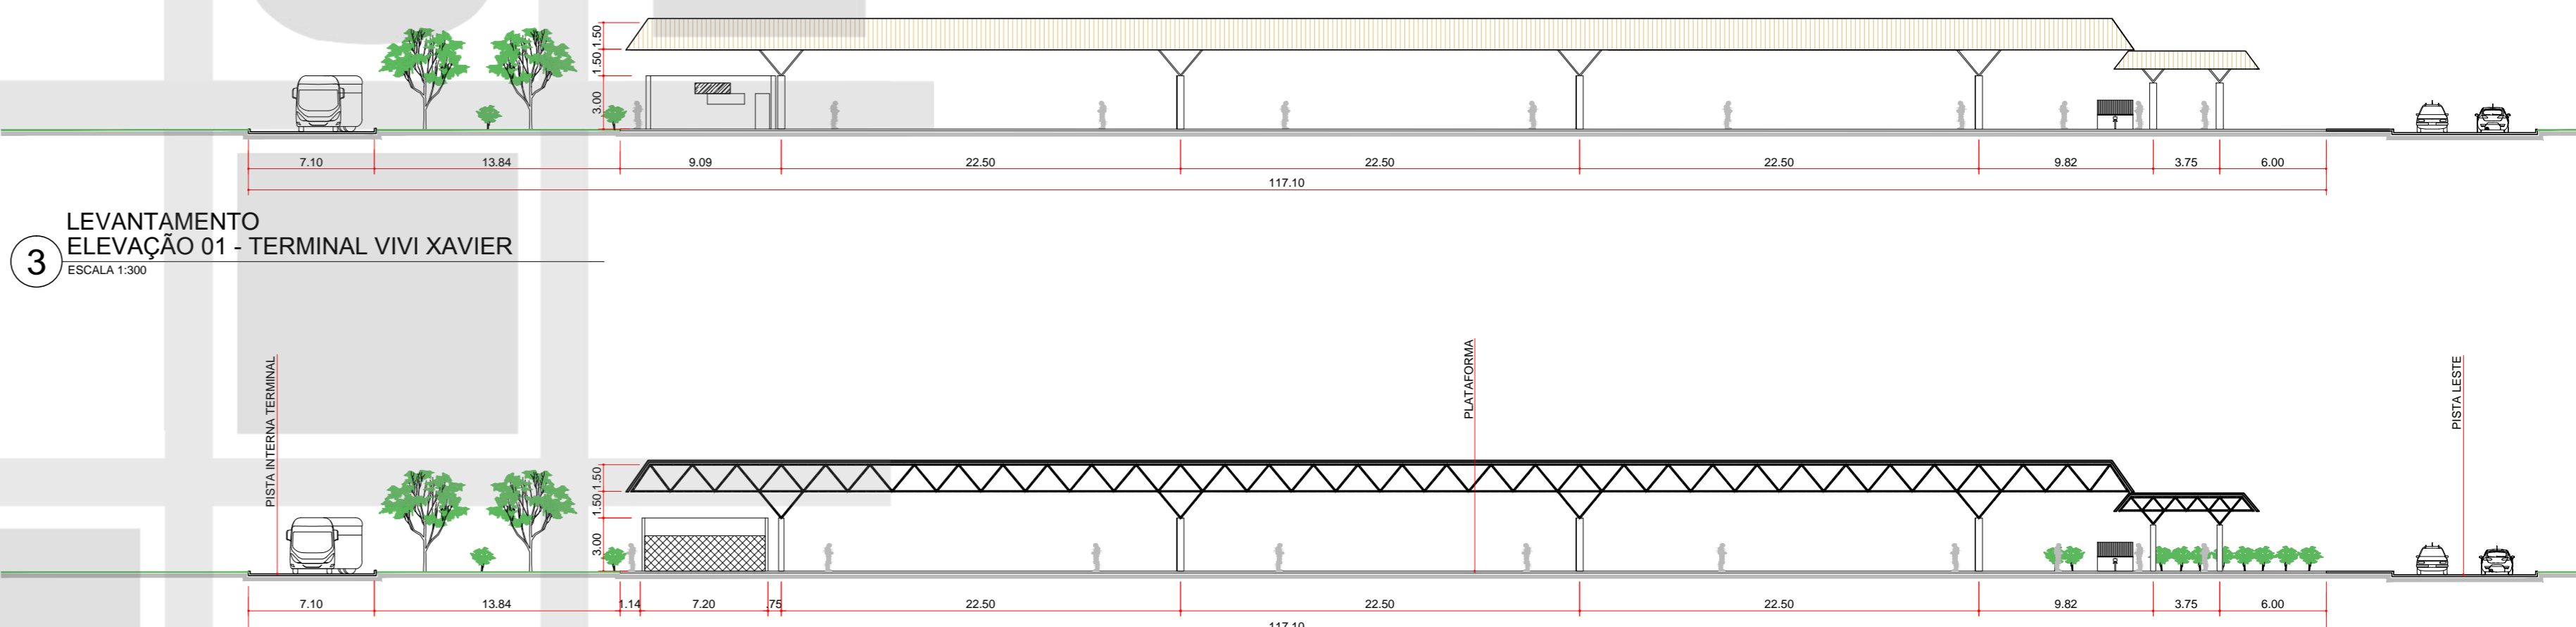 1.50
1.50
3.00
7.10 13.84 9.09 22.50 22.50 22.50 9.82 3.75 6.00
117.10
3
LEVANTAMENTO
ELEVAÇÃO 01 - TERMINAL VIVI XAVIER
ESCALA 1:300
PISTA INTERNA TERMINAL
PLATAFORMA
PISTA LESTE
1.50
1.50
3.00
7.10 13.84 1.14 7.20 .75 22.50 22.50 22.50 9.82 3.75 6.00
117.10